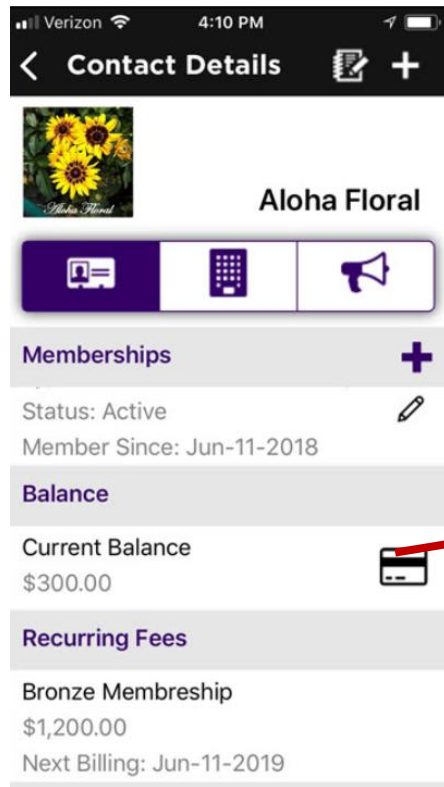 Verizon 4:10 PM
Contact Details
Aloha Floral
Aloha Floral
Memberships
Status: Active
Member Since: Jun-11-2018
Balance
Current Balance
$300.00
Recurring Fees
Bronze Membreship
$1,200.00
Next Billing: Jun-11-2019